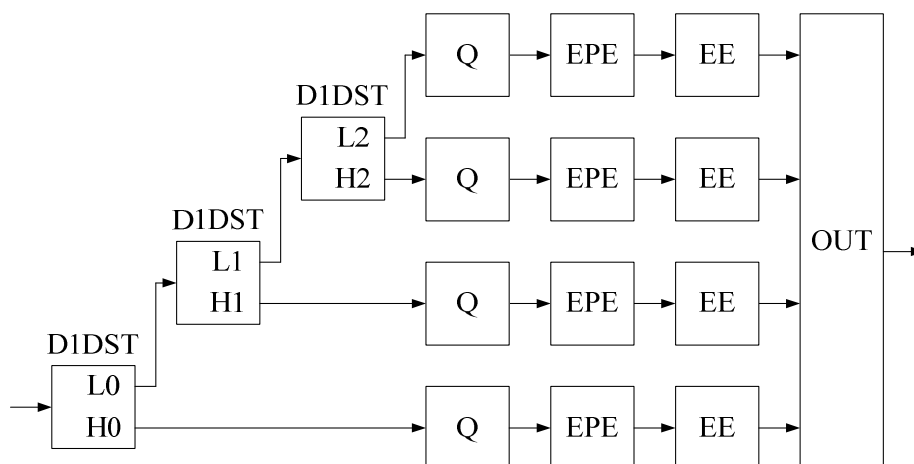 Q EPE EE
D1DST
L2
H2 Q EPE EE
D1DST
L1
OUT
H1 Q EPE EE
D1DST
L0
H0 Q EPE EE